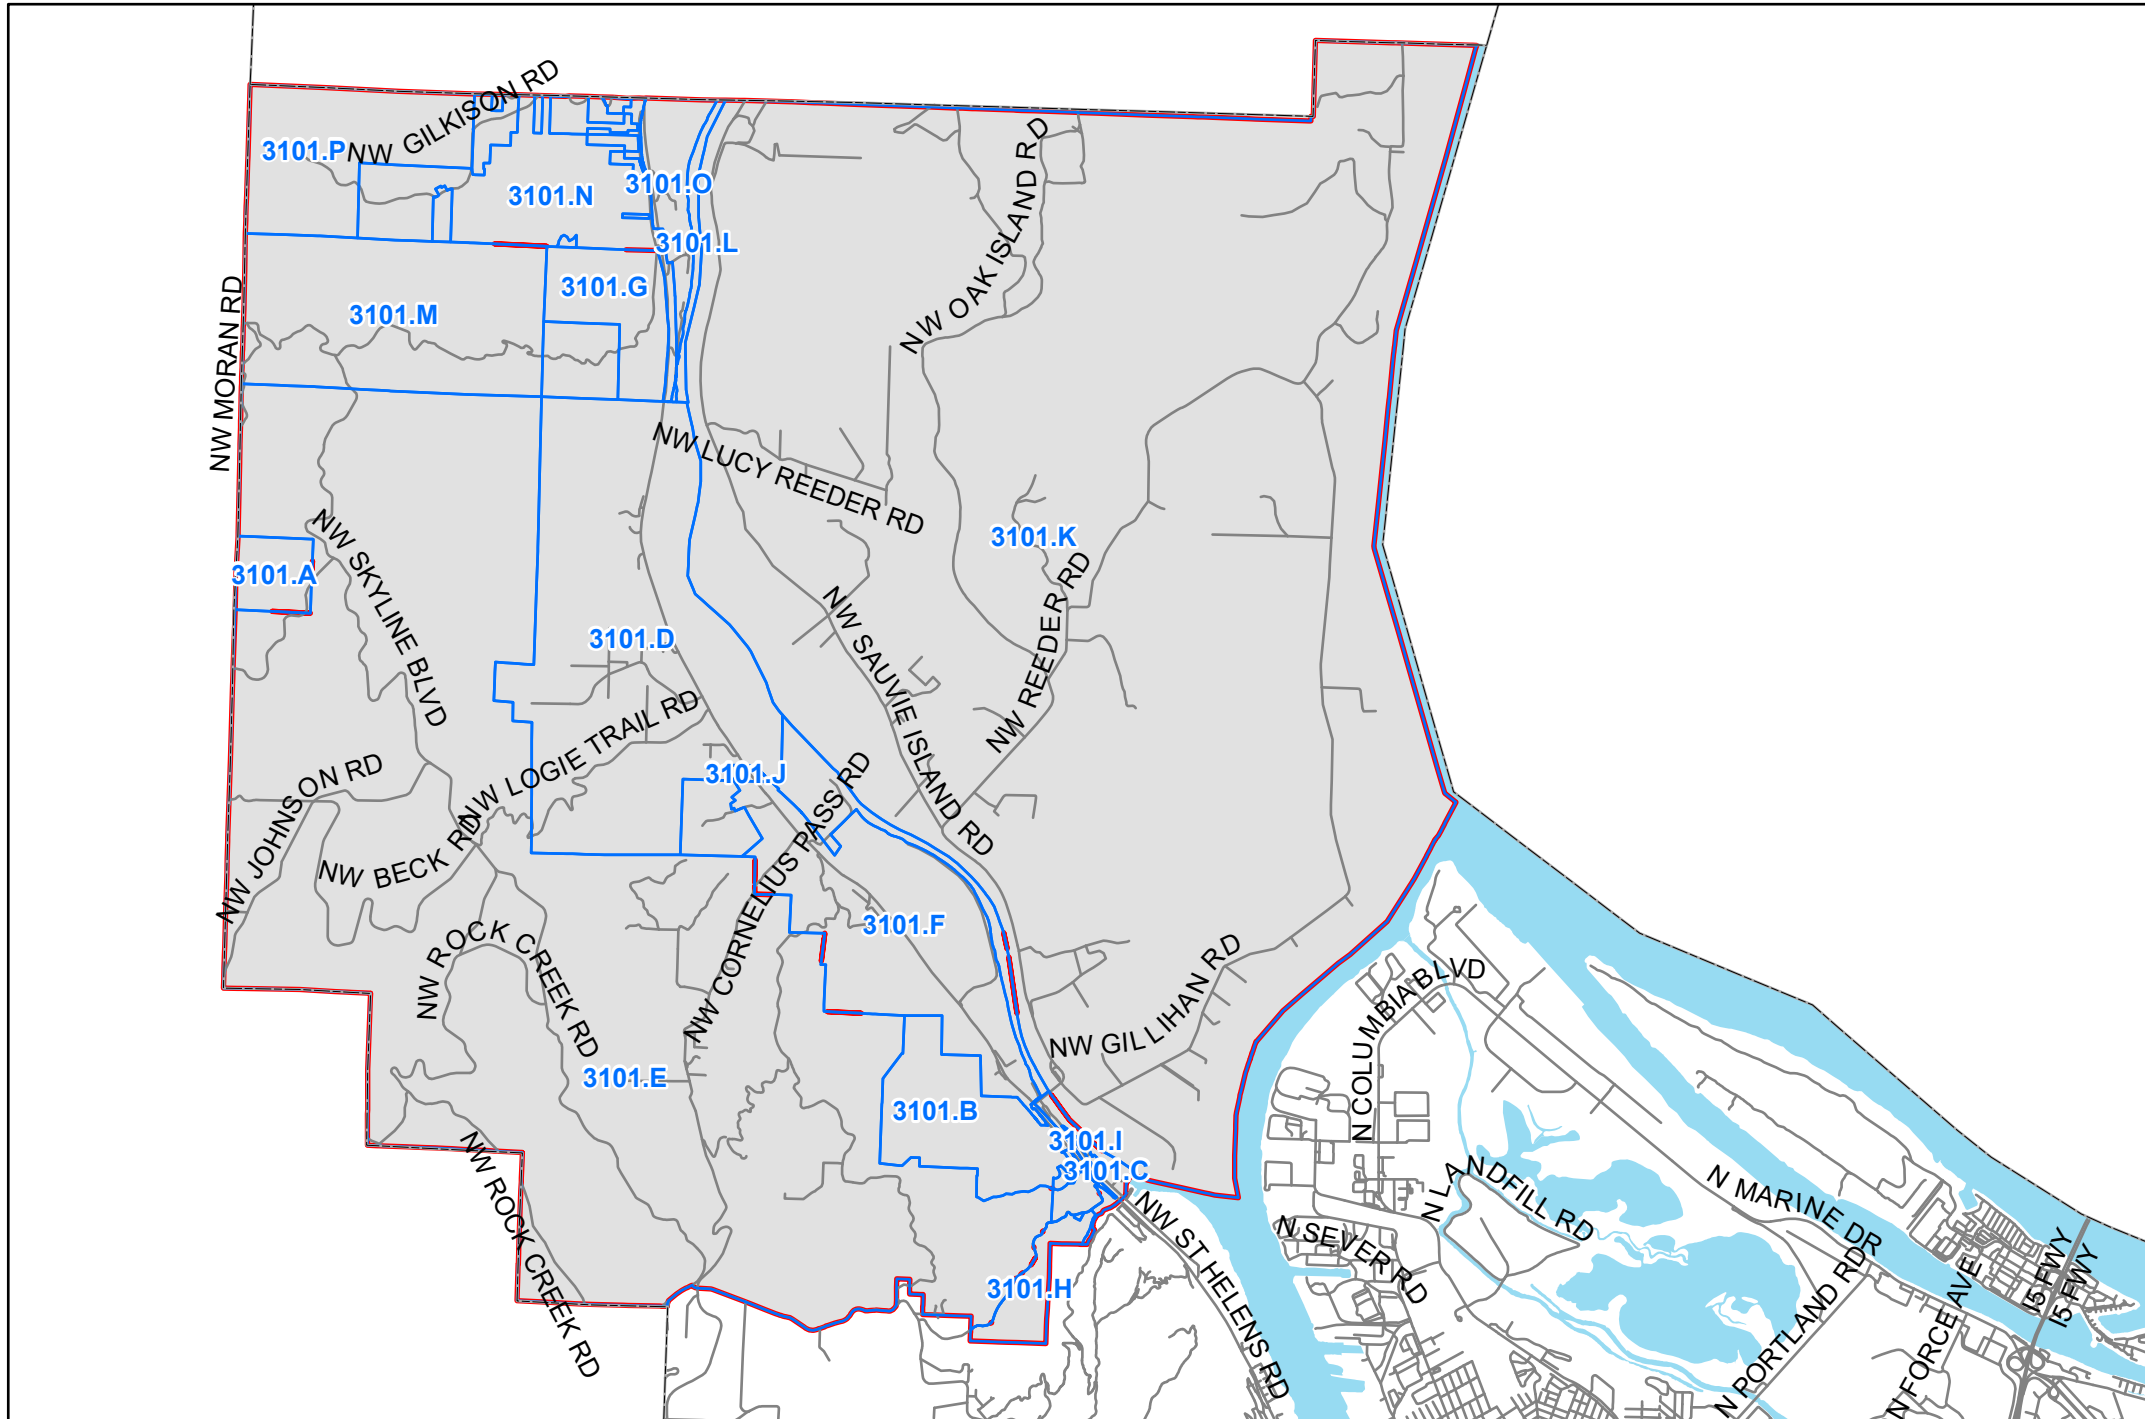 NW GILKISON RD
3101.P
3101.N
3101.O
3101.L
3101.G
3101.M
NW MORAN RD
NW OAK ISLAND RD
NW LUCY REEDER RD
3101.K
NW SKYLINE BLVD
3101.A
NW REEDER RD
3101.D
NW SAUVIE ISLAND RD
NW LOGIE TRAIL RD
3101.J
NW CORNELIUS PASS RD
NW JOHNSON RD
NW BECK RD
3101.F
NW ROCK CREEK RD
NW GILLIHAN RD
N COLUMBIA BLVD
3101.E
3101.B
3101.I
3101.C
NW ROCK CREEK RD
NW ST HELENS RD
N LANDFILL RD
N MARINE DR
N SEVER RD
3101.H
I5 FWY
I5 FWY
N PORTLAND RD
N FORCE AVE